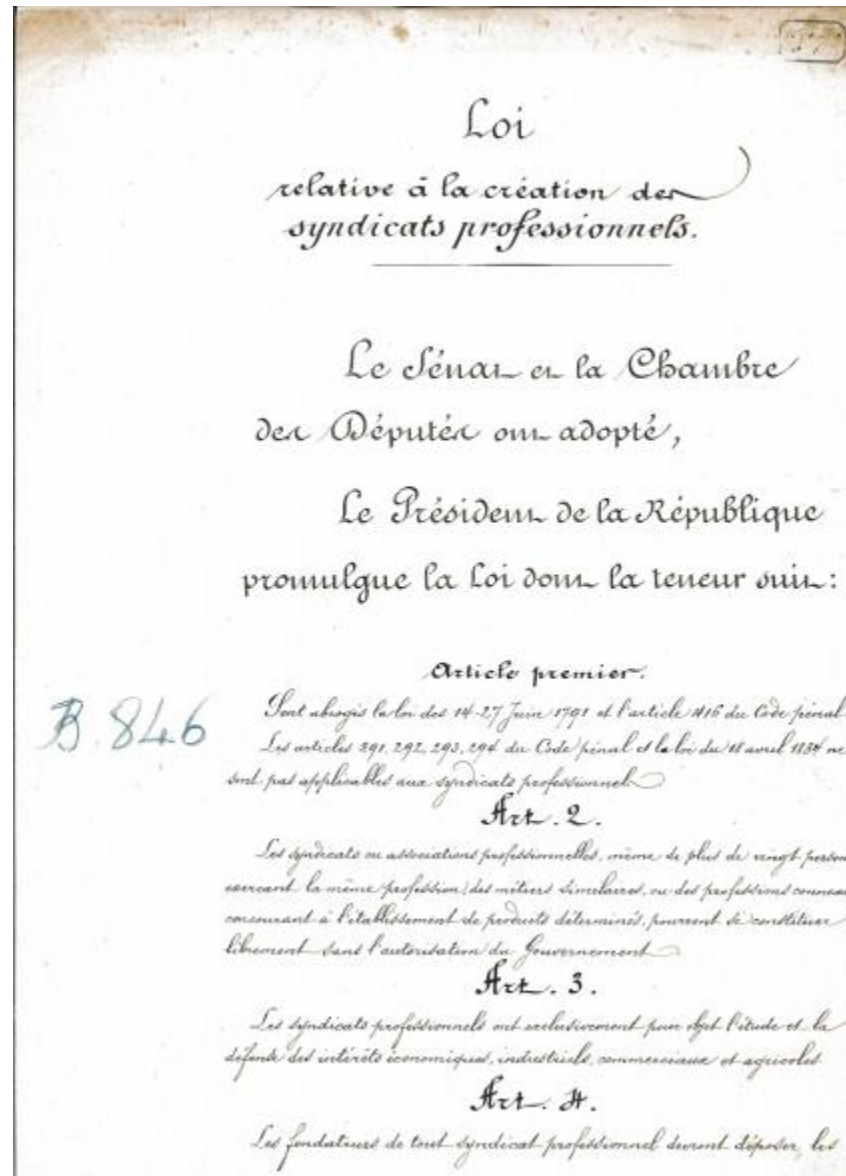 Loi
relative à la création des
syndicats professionnels.
Le Sénat et la Chambre
des Députés ont adopté,
Le Président de la République
promulgue la Loi dont la teneur suit :
Article premier.
B. 846
Sont abrogés la loi des 14-27 Juin 1791 et l'article 416 du Code pénal
Les articles 291, 292, 293, 294 du Code pénal et la loi du 18 avril 1834 ne
sont pas applicables aux syndicats professionnels
Art. 2.
Les syndicats ou associations professionnelles, même de plus de vingt person
exerçant la même profession, des métiers similaires, ou des professions connexes
concourant à l'établissement de produits déterminés, pourront se constituer
librement sans l'autorisation du Gouvernement
Art. 3.
Les syndicats professionnels ont exclusivement pour objet l'étude et la
défense des intérêts économiques, industriels, commerciaux et agricoles
Art. 4.
Les fondateurs de tout syndicat professionnel devront déposer les